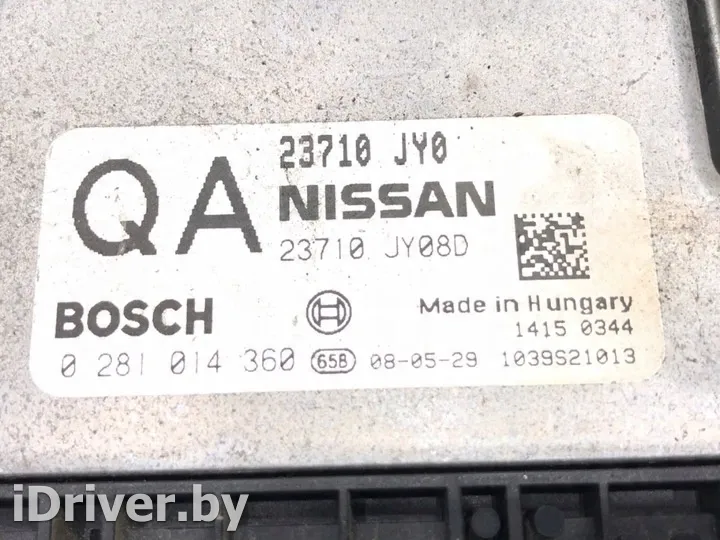 QA
23710 JY0
NISSAN
23710 JY08D
BOSCH
Made in Hungary
1415 0344
0 281 014 360 65B 08-05-29 1039S21013
iDriver.by